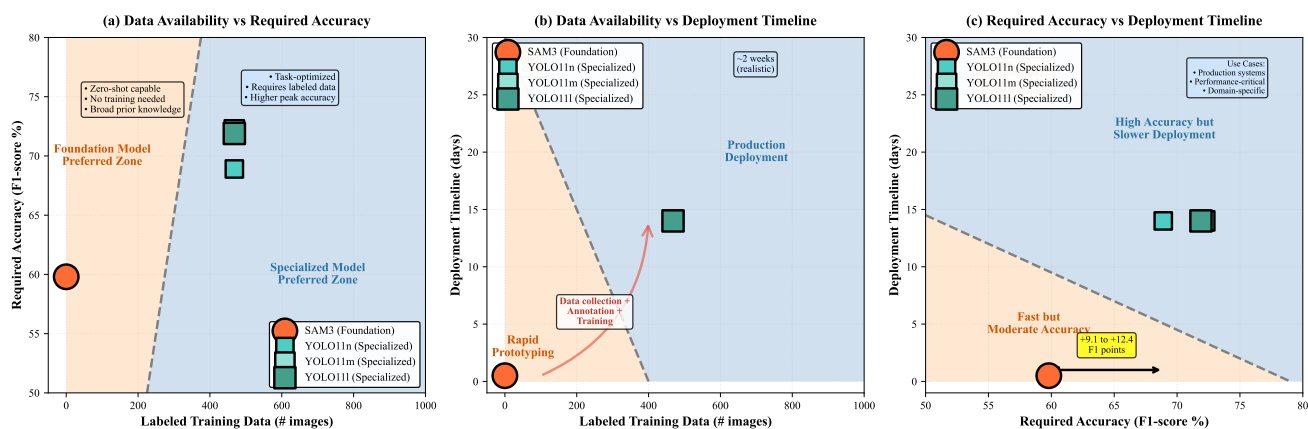 (a) Data Availability vs Required Accuracy
Required Accuracy (F1-score %)
80
75
70
65
60
55
50
• Zero-shot capable
• No training needed
• Broad prior knowledge
• Task-optimized
• Requires labeled data
• Higher peak accuracy
Foundation Model
Preferred Zone
Specialized Model
Preferred Zone
SAM3 (Foundation)
YOLO11n (Specialized)
YOLO11m (Specialized)
YOLO11l (Specialized)
0
200
400
600
800
1000
Labeled Training Data (# images)
(b) Data Availability vs Deployment Timeline
Deployment Timeline (days)
30
25
20
15
10
5
0
SAM3 (Foundation)
YOLO11n (Specialized)
YOLO11m (Specialized)
YOLO11l (Specialized)
~2 weeks
(realistic)
Production
Deployment
Data collection +
Annotation +
Training
Rapid
Prototyping
0
200
400
600
800
1000
Labeled Training Data (# images)
(c) Required Accuracy vs Deployment Timeline
Deployment Timeline (days)
30
25
20
15
10
5
0
SAM3 (Foundation)
YOLO11n (Specialized)
YOLO11m (Specialized)
YOLO11l (Specialized)
Use Cases:
• Production systems
• Performance-critical
• Domain-specific
High Accuracy but
Slower Deployment
Fast but
Moderate Accuracy
+9.1 to +12.4
F1 points
50
55
60
65
70
75
80
Required Accuracy (F1-score %)